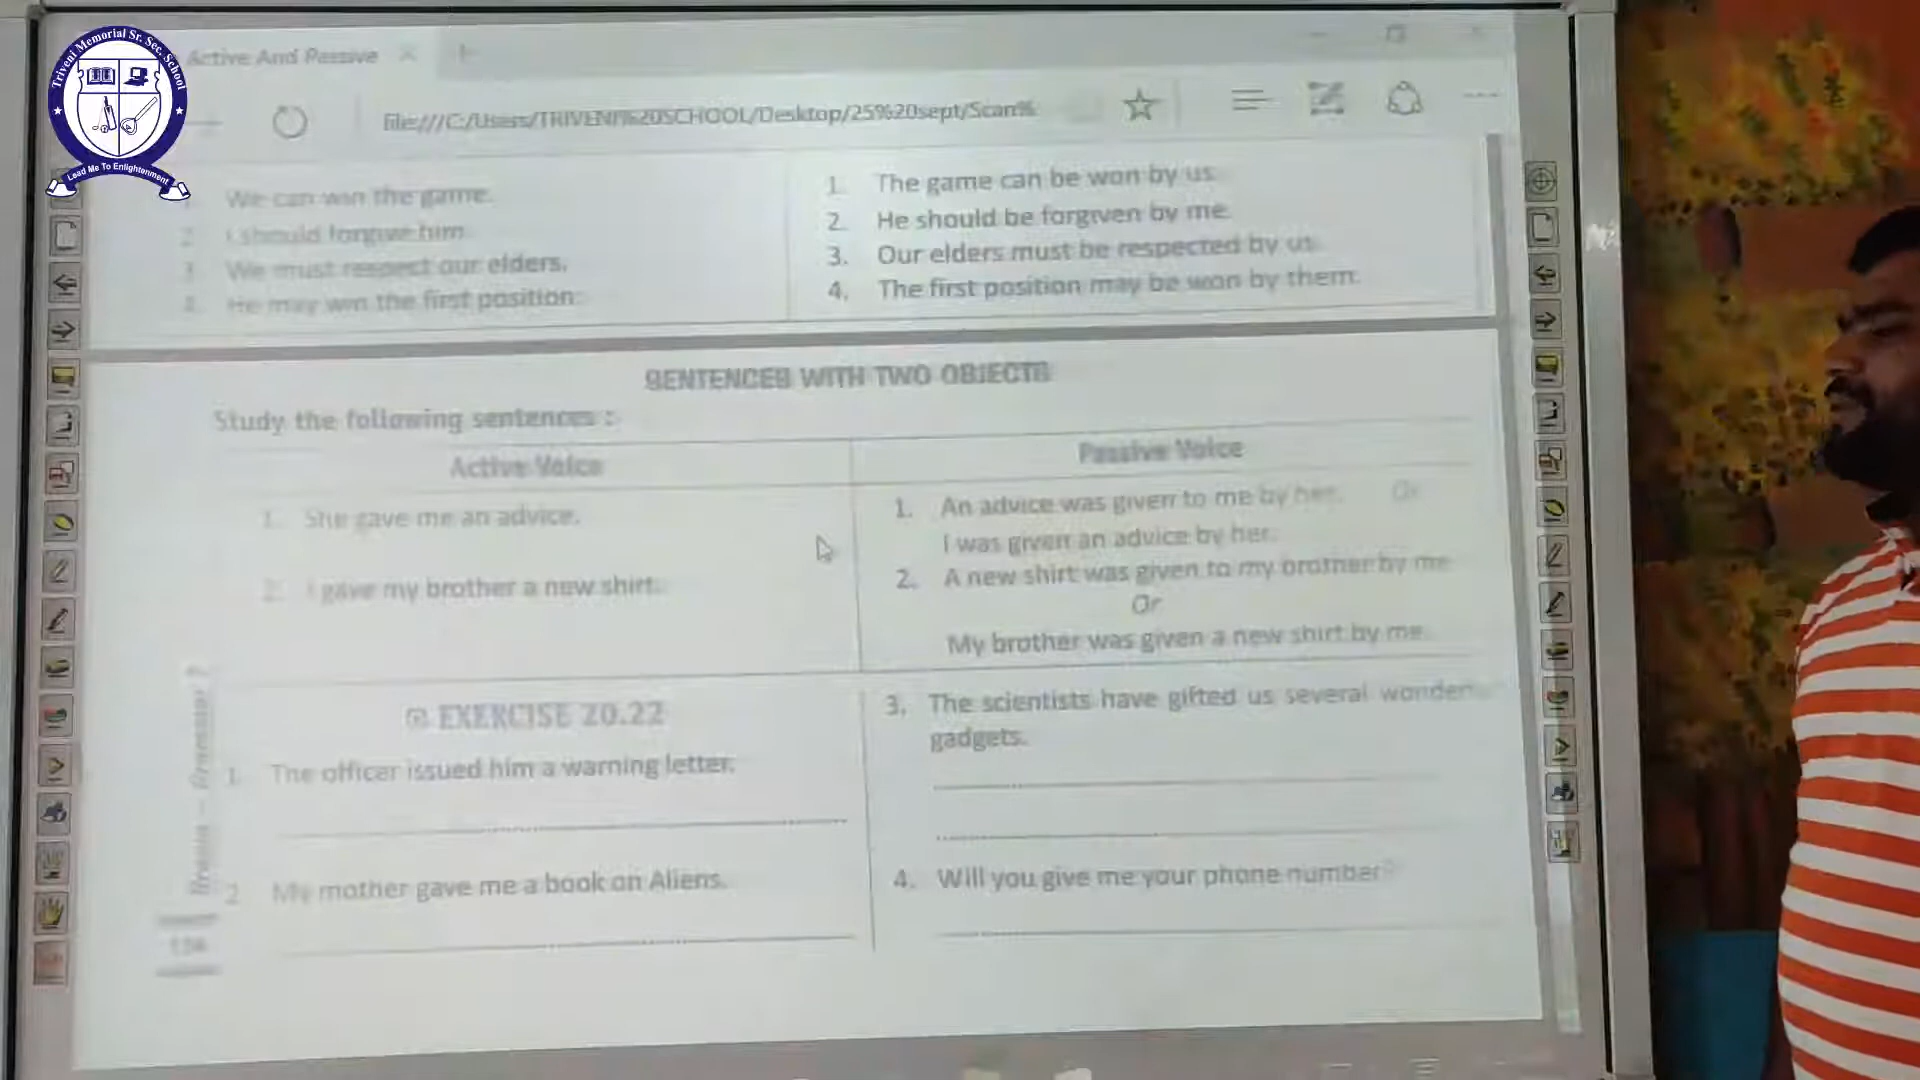 Triveni Memorial Sr. Sec. School
Lead Me To Enlightenment
Active And Passive
file:///C:/Users/TRIVENI%20SCHOOL/Desktop/25%20sept/Scan%
We can win the game.
2. I should forgive him.
3. We must respect our elders.
4. He may win the first position.
1. The game can be won by us.
2. He should be forgiven by me.
3. Our elders must be respected by us.
4. The first position may be won by them.
SENTENCES WITH TWO OBJECTS
Study the following sentences :
Active Voice
1. She gave me an advice.
2. I gave my brother a new shirt.
Passive Voice
1. An advice was given to me by her. Or
I was given an advice by her.
2. A new shirt was given to my brother by me
Or
My brother was given a new shirt by me.
EXERCISE 20.22
1. The officer issued him a warning letter.
2. My mother gave me a book on Aliens.
3. The scientists have gifted us several
gadgets.
4. Will you give me your phone number?